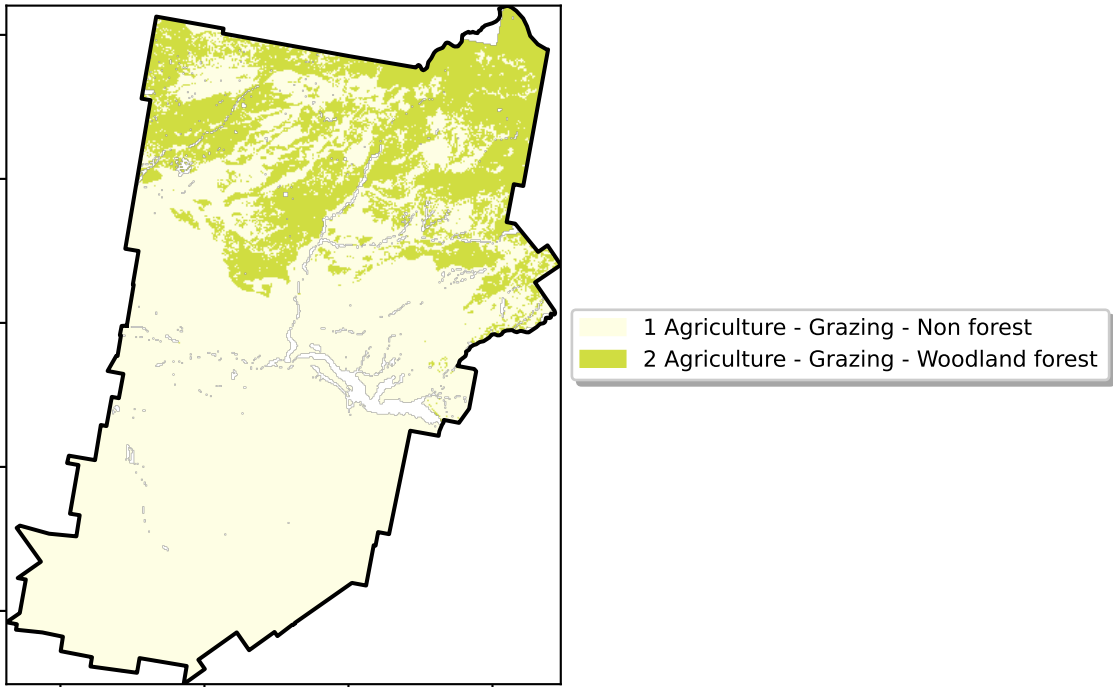 1 Agriculture - Grazing - Non forest
2 Agriculture - Grazing - Woodland forest